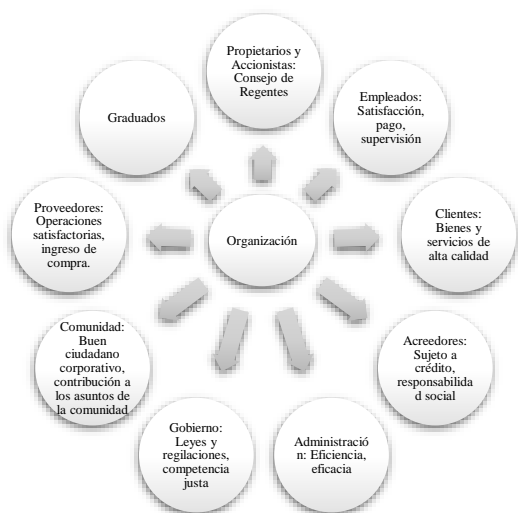 Propietarios y
Accionistas:
Consejo de
Regentes
Empleados:
Satisfacción,
pago,
supervisión
Clientes:
Bienes y
servicios de
alta calidad
Acreedores:
Sujeto a
crédito,
responsabilida
d social
Administració
n: Eficiencia,
eficacia
Gobierno:
Leyes y
regilaciones,
competencia
justa
Comunidad:
Buen
ciudadano
corporativo,
contribución a
los asuntos de
la comunidad
Proveedores:
Operaciones
satisfactorias,
ingreso de
compra.
Graduados
Organización